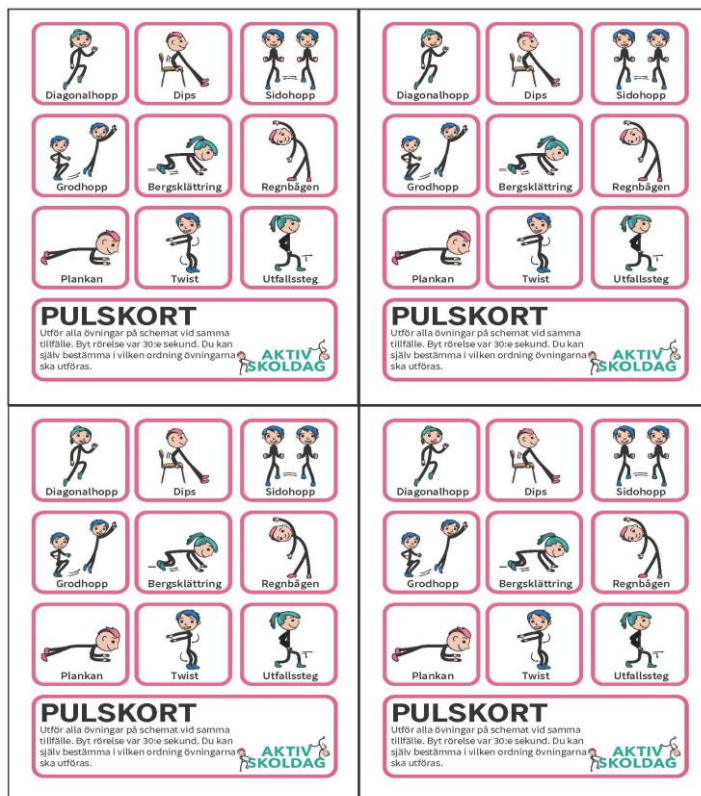 Diagonalhopp Dips Sidohopp
Grodhopp Bergsklättring Regnbågen
Plankan Twist Utfallssteg
PULSKORT
Utför alla övningar på schemat vid samma
tillfälle. Byt rörelse var 30:e sekund. Du kan
själv bestämma i vilken ordning övningarna
ska utföras.
AKTIV
SKOLDAG
Diagonalhopp Dips Sidohopp
Grodhopp Bergsklättring Regnbågen
Plankan Twist Utfallssteg
PULSKORT
Utför alla övningar på schemat vid samma
tillfälle. Byt rörelse var 30:e sekund. Du kan
själv bestämma i vilken ordning övningarna
ska utföras.
AKTIV
SKOLDAG
Diagonalhopp Dips Sidohopp
Grodhopp Bergsklättring Regnbågen
Plankan Twist Utfallssteg
PULSKORT
Utför alla övningar på schemat vid samma
tillfälle. Byt rörelse var 30:e sekund. Du kan
själv bestämma i vilken ordning övningarna
ska utföras.
AKTIV
SKOLDAG
Diagonalhopp Dips Sidohopp
Grodhopp Bergsklättring Regnbågen
Plankan Twist Utfallssteg
PULSKORT
Utför alla övningar på schemat vid samma
tillfälle. Byt rörelse var 30:e sekund. Du kan
själv bestämma i vilken ordning övningarna
ska utföras.
AKTIV
SKOLDAG